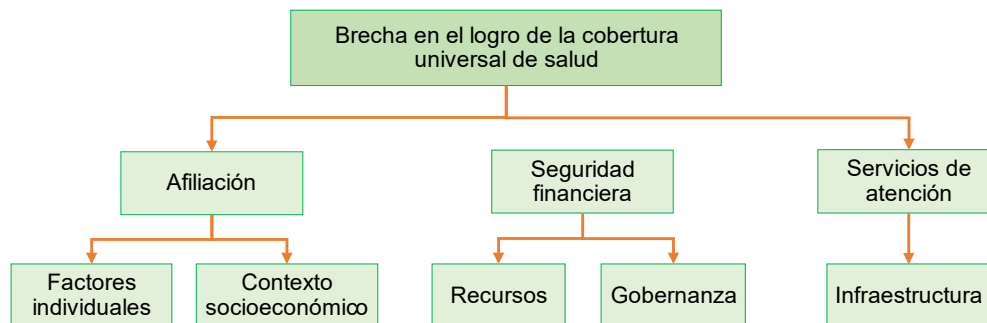 Brecha en el logro de la cobertura
universal de salud
Afiliación
Seguridad
financiera
Servicios de
atención
Factores
individuales
Contexto
socioeconómico
Recursos
Gobernanza
Infraestructura